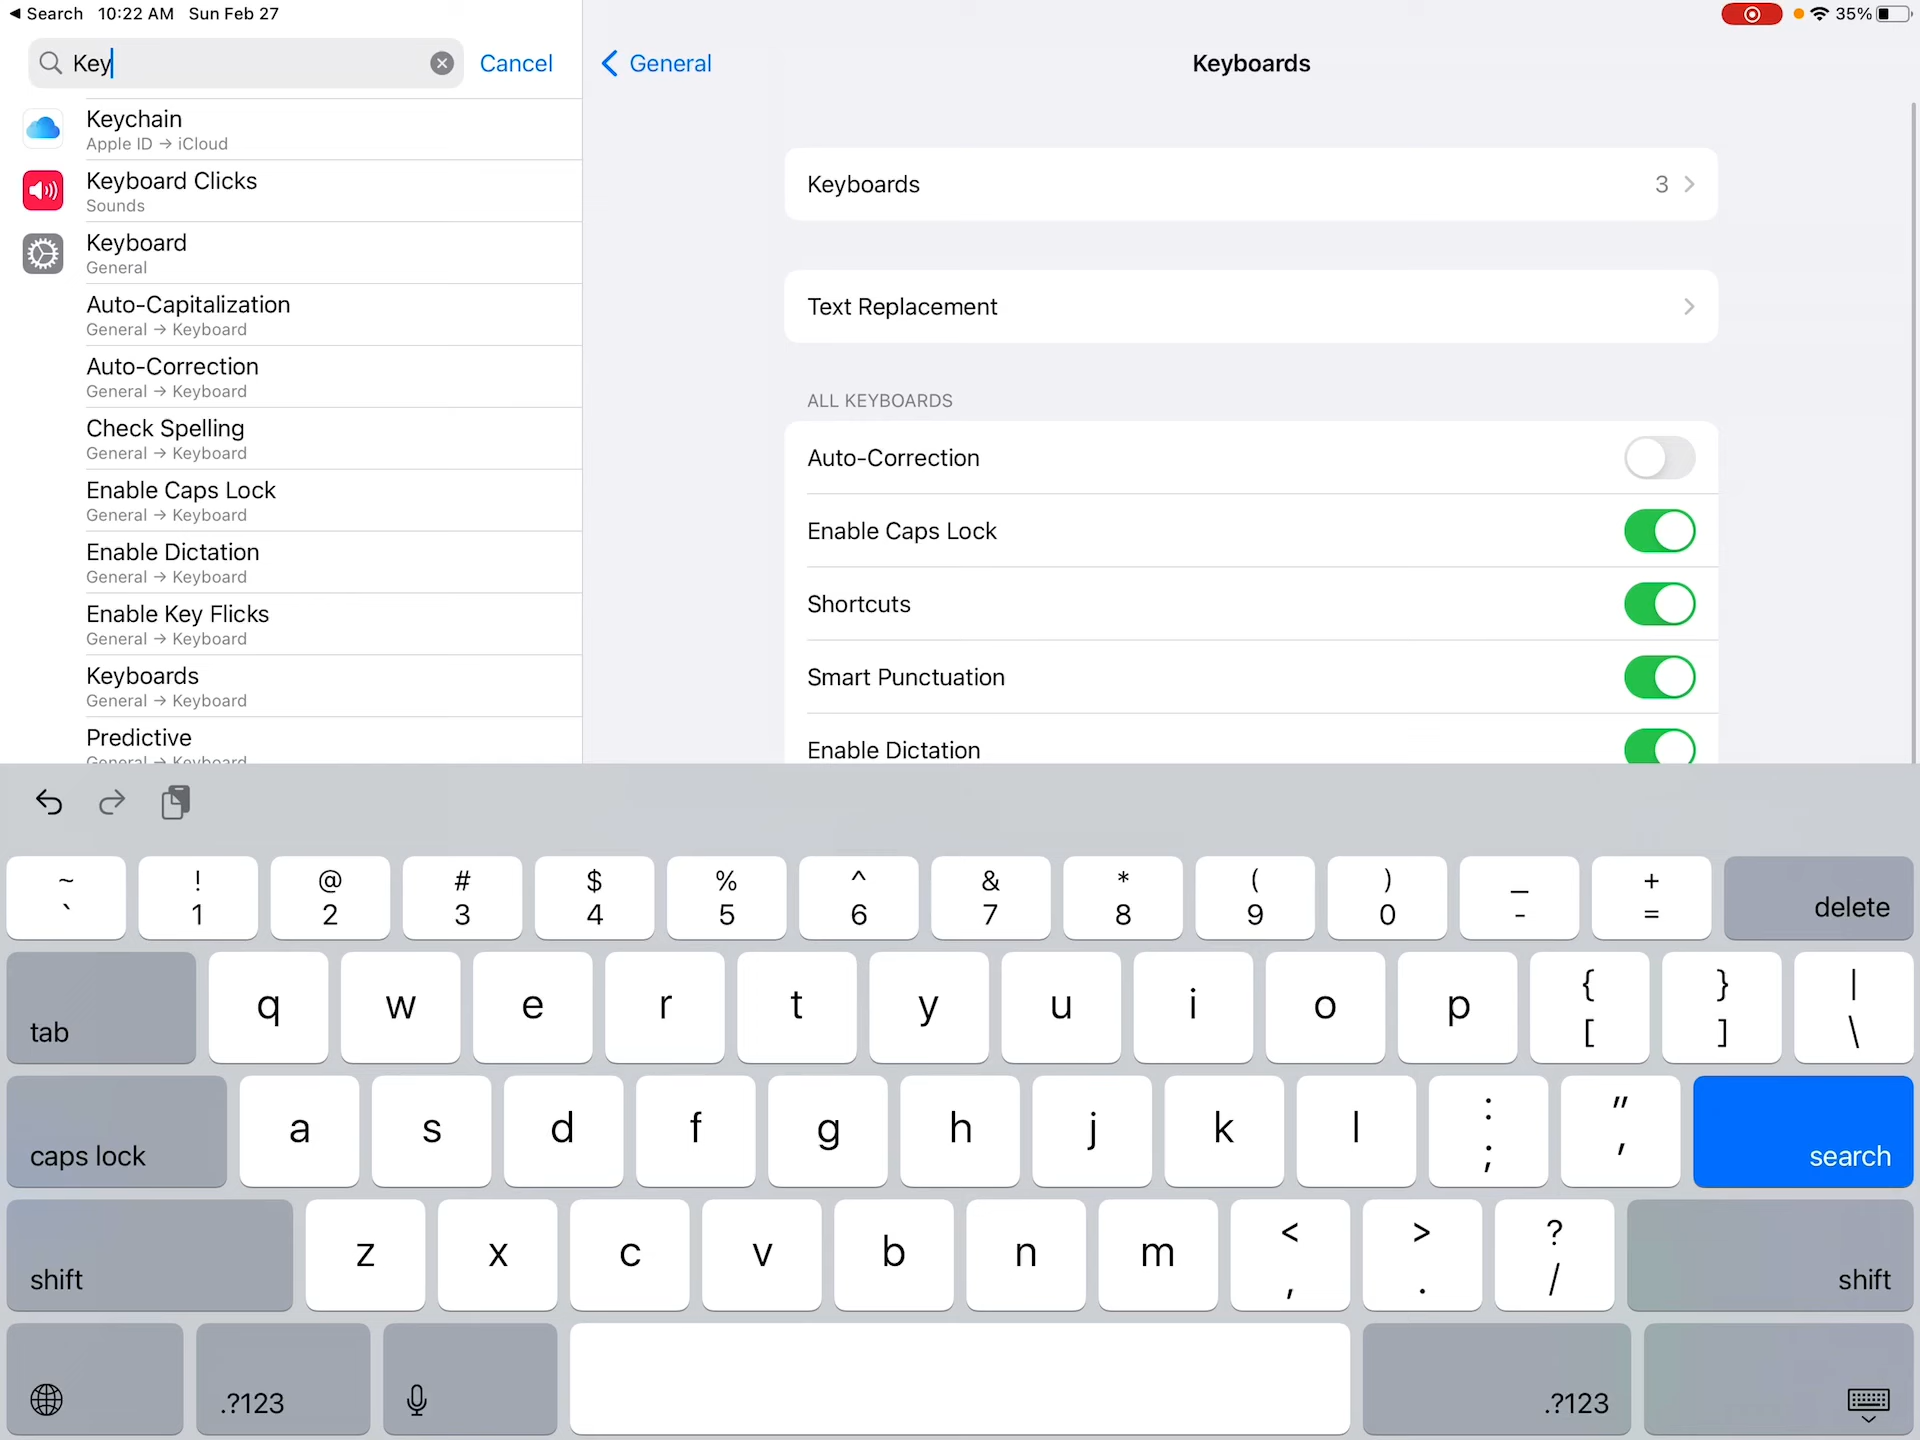 ◀ Search 10:22 AM Sun Feb 27
35%
Key
Cancel
Keychain
Apple ID → iCloud
Keyboard Clicks
Sounds
Keyboard
General
Auto-Capitalization
General → Keyboard
Auto-Correction
General → Keyboard
Check Spelling
General → Keyboard
Enable Caps Lock
General → Keyboard
Enable Dictation
General → Keyboard
Enable Key Flicks
General → Keyboard
Keyboards
General → Keyboard
Predictive
General → Keyboard
General
Keyboards
Keyboards 3
Text Replacement
ALL KEYBOARDS
Auto-Correction
Enable Caps Lock
Shortcuts
Smart Punctuation
Enable Dictation
~ ! @ # $ % ^ & * ( ) _ +
` 1 2 3 4 5 6 7 8 9 0 - = delete
tab q w e r t y u i o p { } |
[ ] \
caps lock a s d f g h j k l : "
; ' search
shift z x c v b n m < > ?
, . / shift
.?123 .?123